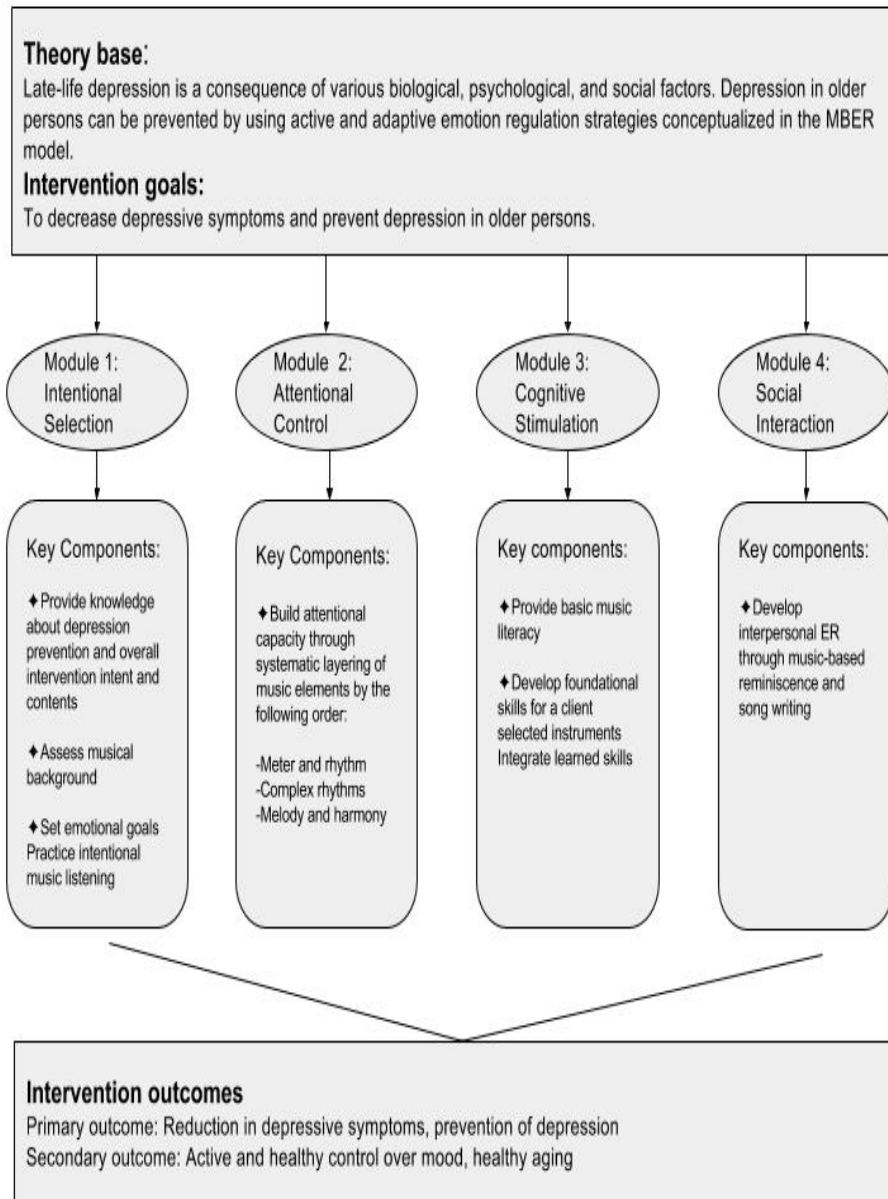 Theory base:
Late-life depression is a consequence of various biological, psychological, and social factors. Depression in older
persons can be prevented by using active and adaptive emotion regulation strategies conceptualized in the MBER
model.
Intervention goals:
To decrease depressive symptoms and prevent depression in older persons.
Module 1:
Intentional
Selection
Module 2:
Attentional
Control
Module 3:
Cognitive
Stimulation
Module 4:
Social
Interaction
Key Components:
✦Provide knowledge
about depression
prevention and overall
intervention intent and
contents
✦Assess musical
background
✦Set emotional goals
Practice intentional
music listening
Key Components:
✦Build attentional
capacity through
systematic layering of
music elements by the
following order:
-Meter and rhythm
-Complex rhythms
-Melody and harmony
Key components:
✦Provide basic music
literacy
✦Develop foundational
skills for a client
selected instruments
Integrate learned skills
Key components:
✦Develop
interpersonal ER
through music-based
reminiscence and
song writing
Intervention outcomes
Primary outcome: Reduction in depressive symptoms, prevention of depression
Secondary outcome: Active and healthy control over mood, healthy aging